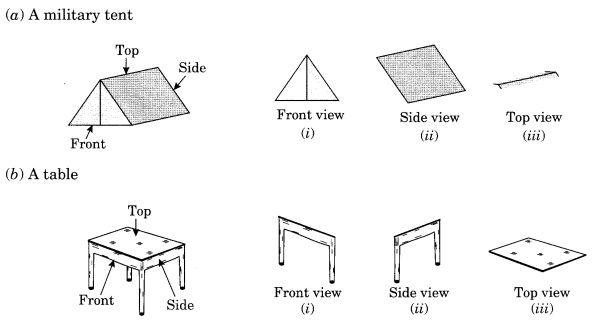 (a) A military tent
Top
Side
Front
Front view
(i)
Side view
(ii)
Top view
(iii)
(b) A table
Top
Front
Side
Front view
(i)
Side view
(ii)
Top view
(iii)